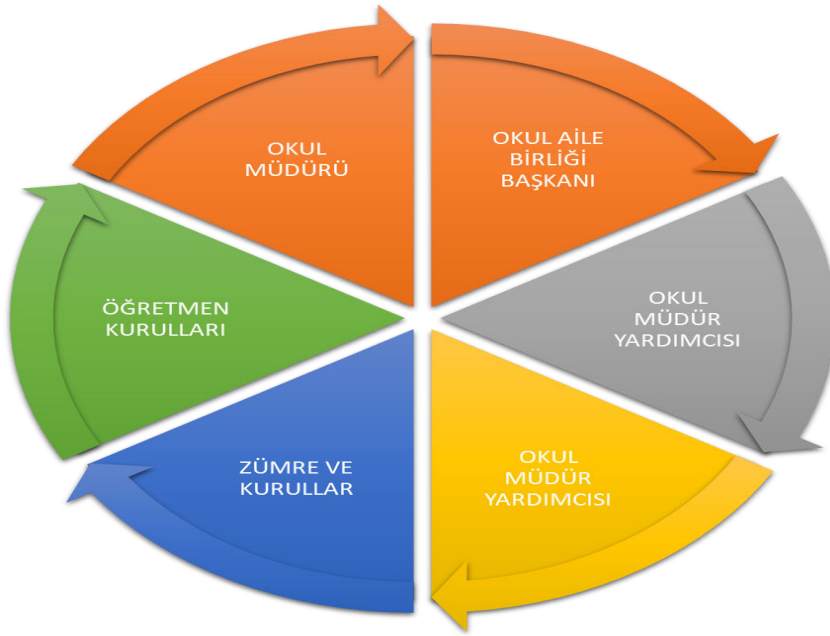 OKUL
MÜDÜRÜ
OKUL AİLE
BİRLİĞİ
BAŞKANI
OKUL
MÜDÜR
YARDIMCISI
OKUL
MÜDÜR
YARDIMCISI
ZÜMRE VE
KURULLAR
ÖĞRETMEN
KURULLARI